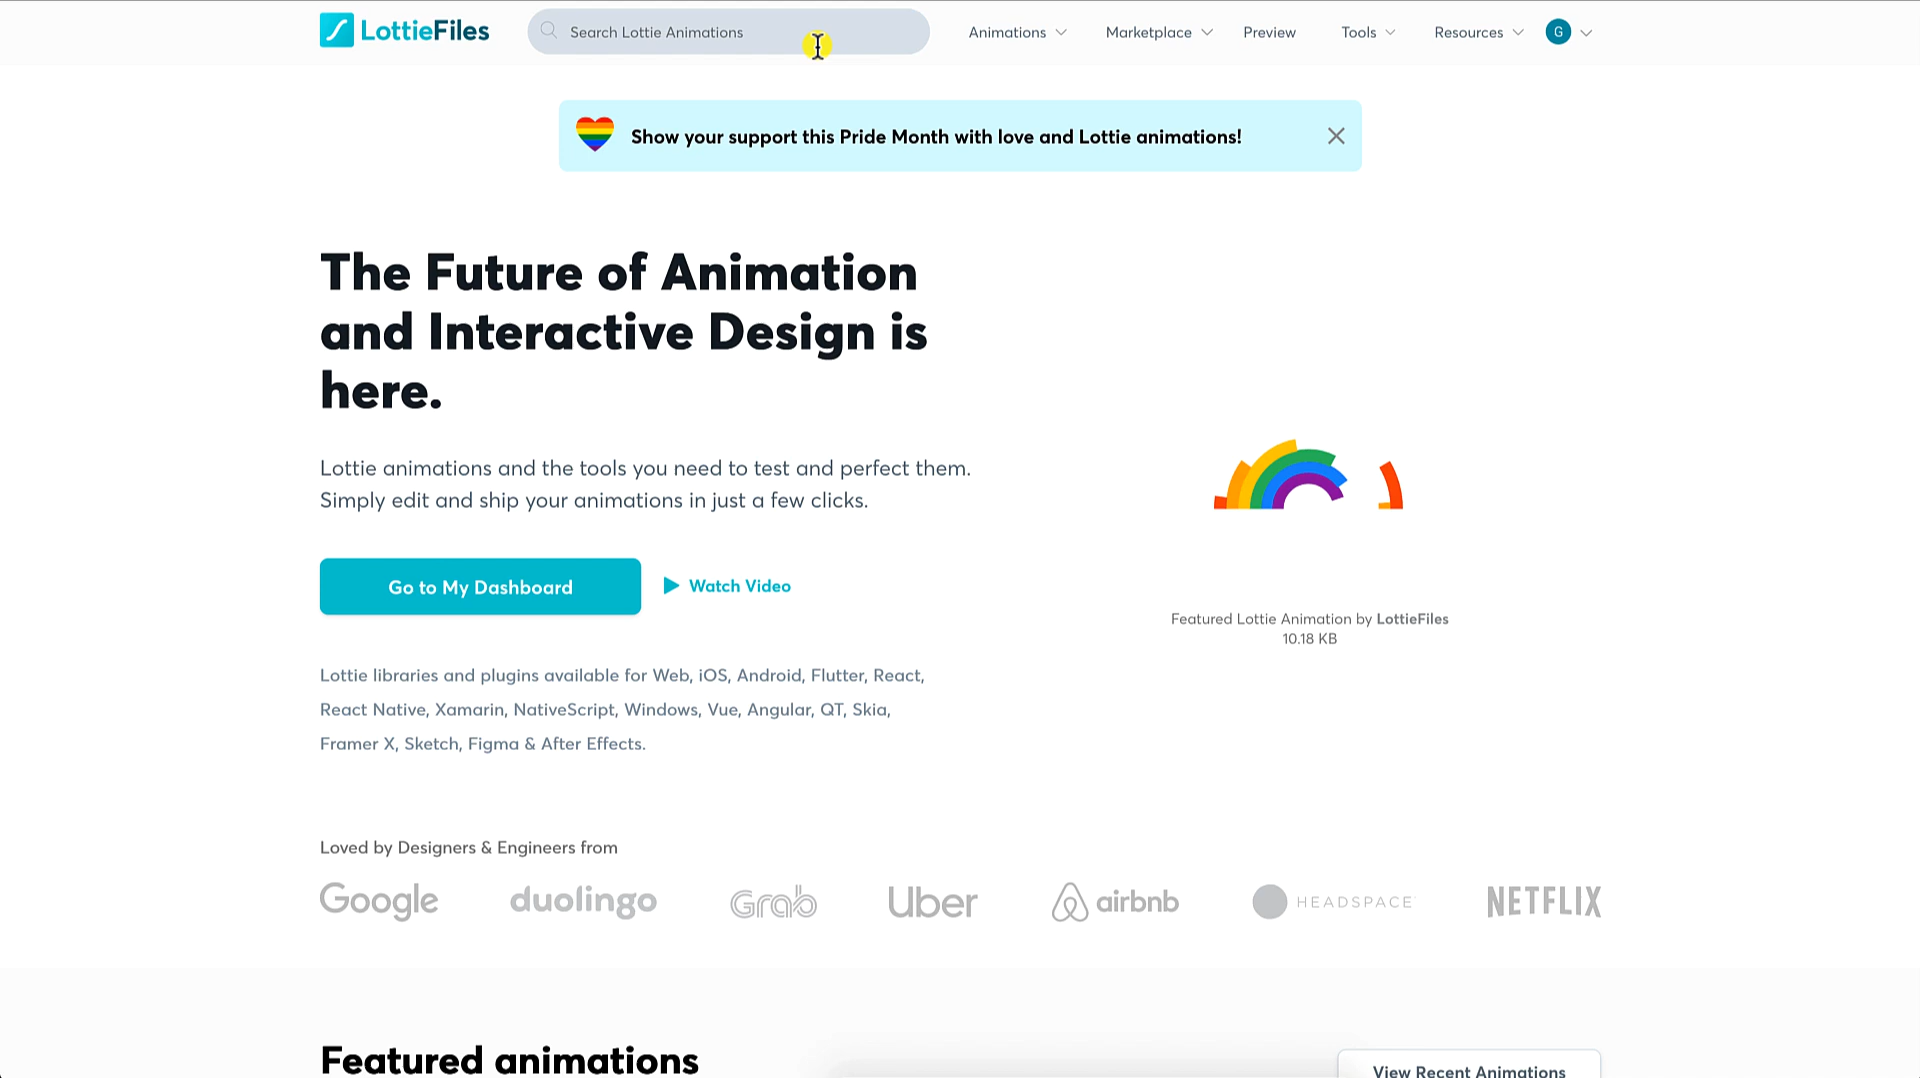 LottieFiles
Search Lottie Animations
Animations
Marketplace
Preview
Tools
Resources
G
Show your support this Pride Month with love and Lottie animations!
The Future of Animation
and Interactive Design is
here.
Lottie animations and the tools you need to test and perfect them.
Simply edit and ship your animations in just a few clicks.
Go to My Dashboard
Watch Video
Featured Lottie Animation by LottieFiles
10.18 KB
Lottie libraries and plugins available for Web, iOS, Android, Flutter, React,
React Native, Xamarin, NativeScript, Windows, Vue, Angular, QT, Skia,
Framer X, Sketch, Figma & After Effects.
Loved by Designers & Engineers from
Google
duolingo
Grab
Uber
airbnb
HEADSPACE
NETFLIX
Featured animations
View Recent Animations